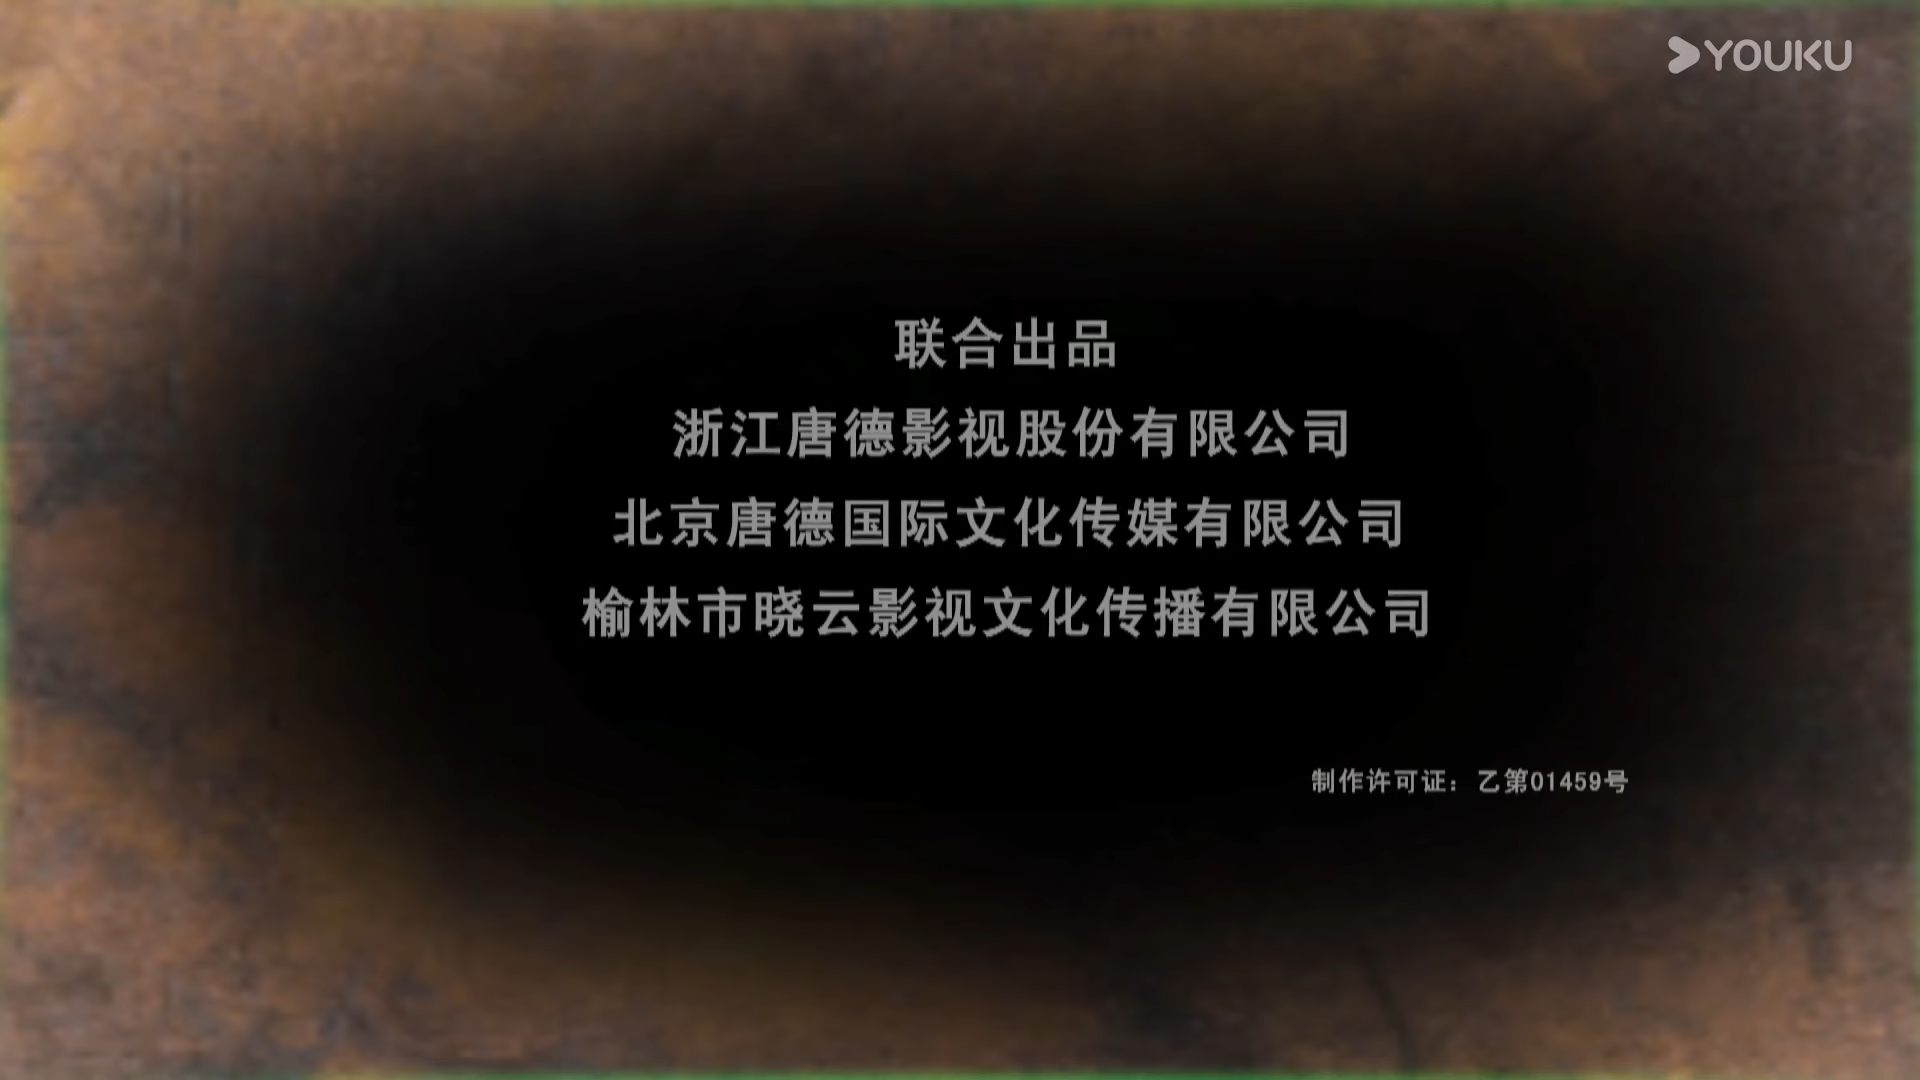 YOUKU
联合出品
浙江唐德影视股份有限公司
北京唐德国际文化传媒有限公司
榆林市晓云影视文化传播有限公司
制作许可证：乙第01459号